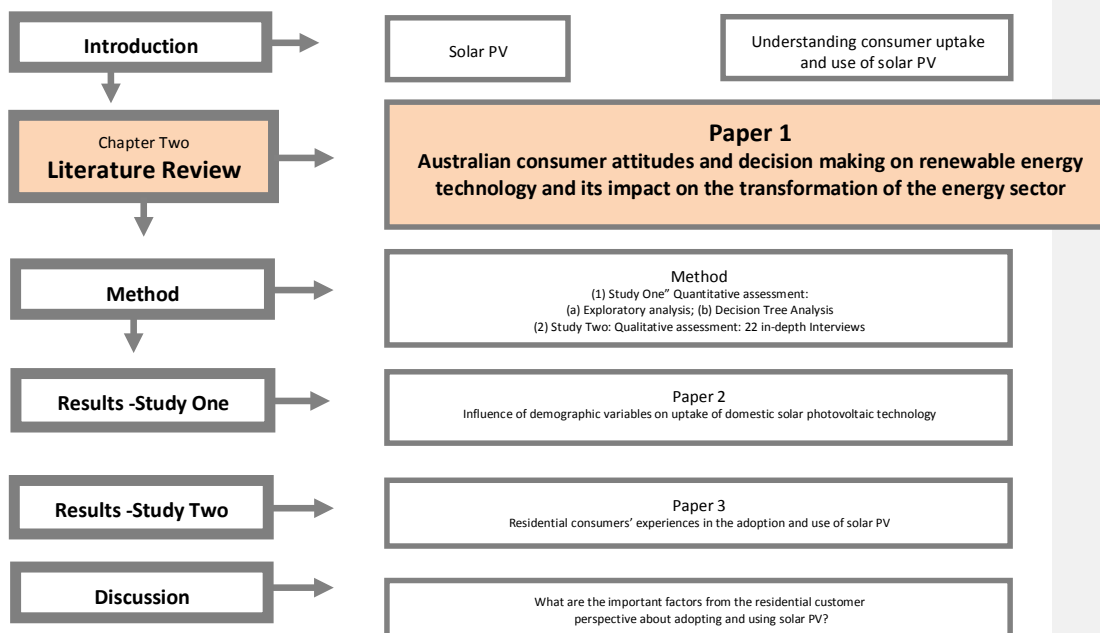 Introduction
Solar PV
Understanding consumer uptake
and use of solar PV
Chapter Two
Literature Review
Paper 1
Australian consumer attitudes and decision making on renewable energy
technology and its impact on the transformation of the energy sector
Method
Method
(1) Study One” Quantitative assessment:
(a) Exploratory analysis; (b) Decision Tree Analysis
(2) Study Two: Qualitative assessment: 22 in-depth Interviews
Results -Study One
Paper 2
Influence of demographic variables on uptake of domestic solar photovoltaic technology
Results -Study Two
Paper 3
Residential consumers’ experiences in the adoption and use of solar PV
Discussion
What are the important factors from the residential customer
perspective about adopting and using solar PV?